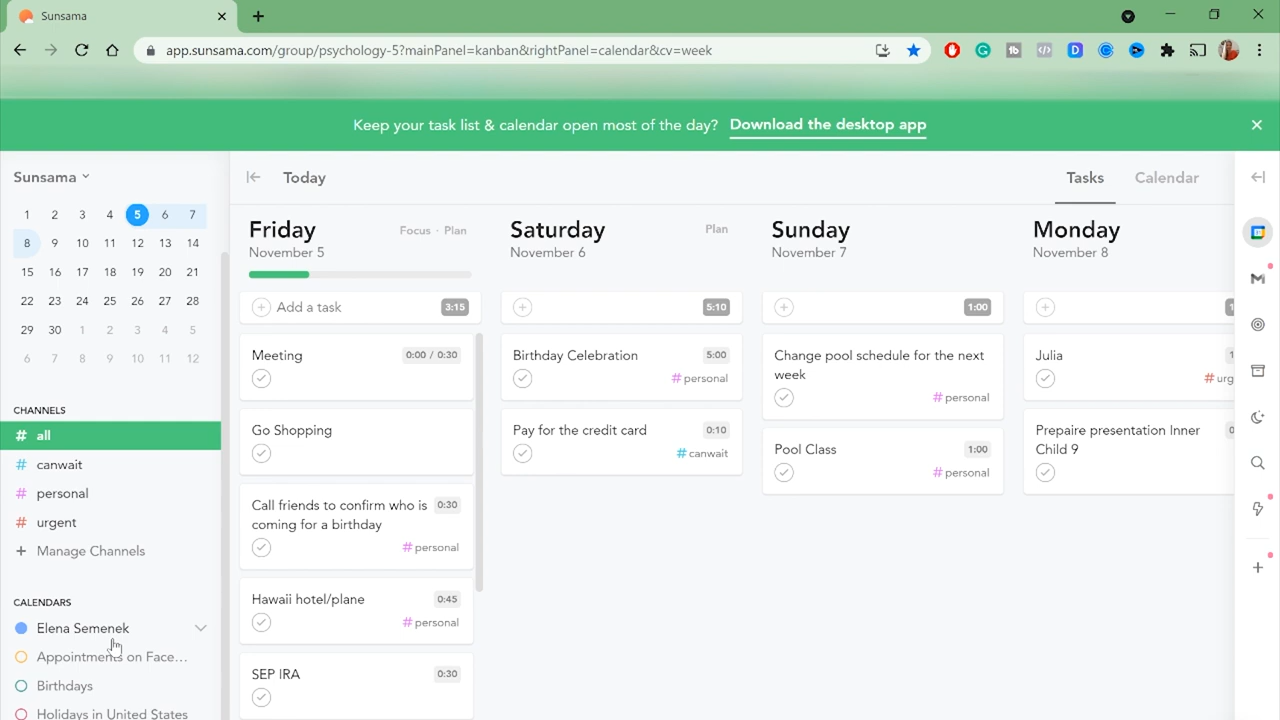 Sunsama
app.sunsama.com/group/psychology-5?mainPanel=kanban&rightPanel=calendar&cv=week
Keep your task list & calendar open most of the day? Download the desktop app
Sunsama
1 2 3 4 5 6 7
8 9 10 11 12 13 14
15 16 17 18 19 20 21
22 23 24 25 26 27 28
29 30 1 2 3 4 5
6 7 8 9 10 11 12
CHANNELS
# all
# canwait
# personal
# urgent
+ Manage Channels
CALENDARS
Elena Semenek
Appointments on Face...
Birthdays
Holidays in United States
Today
Tasks
Calendar
Friday
Focus · Plan
November 5
Add a task 3:15
Meeting 0:00 / 0:30
Go Shopping
Call friends to confirm who is 0:30
coming for a birthday
#personal
Hawaii hotel/plane 0:45
#personal
SEP IRA 0:30
Saturday
Plan
November 6
5:10
Birthday Celebration 5:00
#personal
Pay for the credit card 0:10
#canwait
Sunday
November 7
1:00
Change pool schedule for the next
week
#personal
Pool Class 1:00
#personal
Monday
November 8
Julia
#urg
Prepaire presentation Inner
Child 9